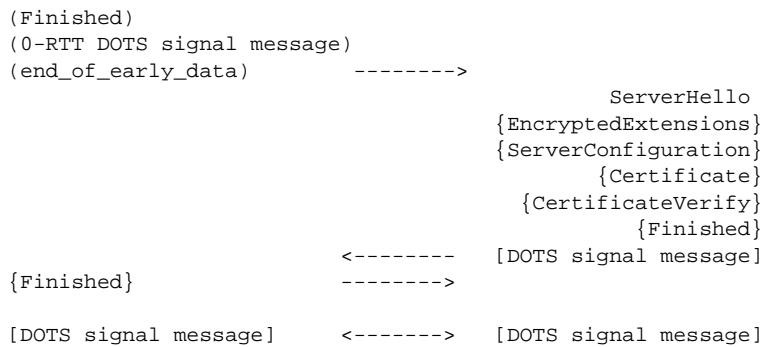 (Finished)
(0-RTT DOTS signal message)
(end_of_early_data) -------->
ServerHello
{EncryptedExtensions}
{ServerConfiguration}
{Certificate}
{CertificateVerify}
{Finished}
<-------- [DOTS signal message]
{Finished} -------->
[DOTS signal message] <-------> [DOTS signal message]